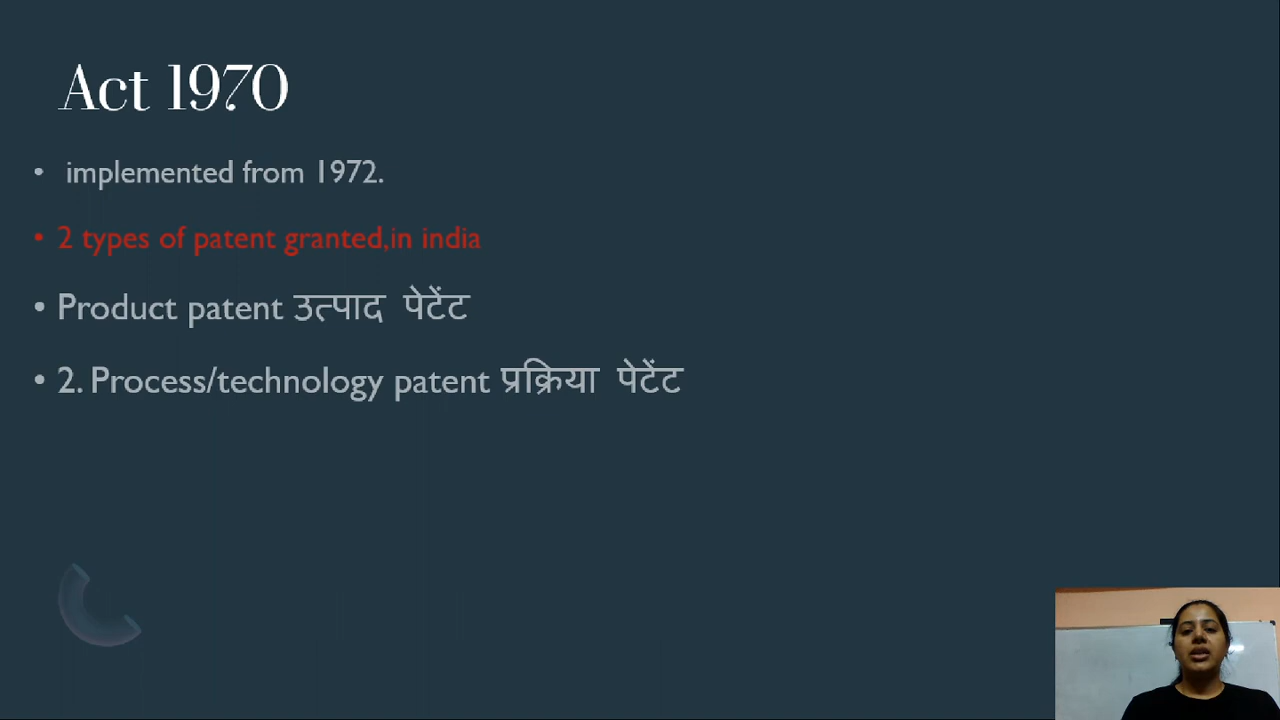 Act 1970
• implemented from 1972.
• 2 types of patent granted,in india
• Product patent उत्पाद पेटेंट
• 2. Process/technology patent प्रक्रिया पेटेंट